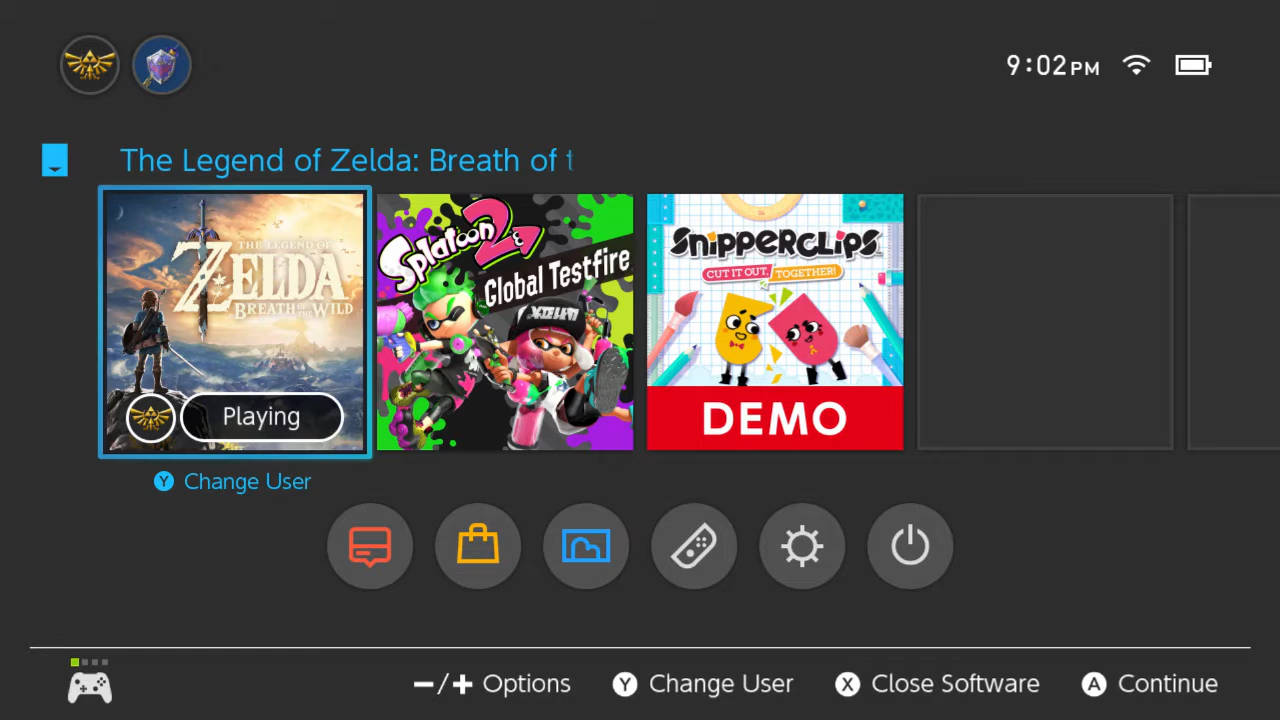 9:02PM
The Legend of Zelda: Breath of t
THE LEGEND OF
ZELDA
BREATH OF THE WILD
Playing
Splatoon 2
Global Testfire
SNIPPERCLIPS
CUT IT OUT, TOGETHER!
DEMO
Y Change User
−/+ Options
Y Change User
X Close Software
A Continue